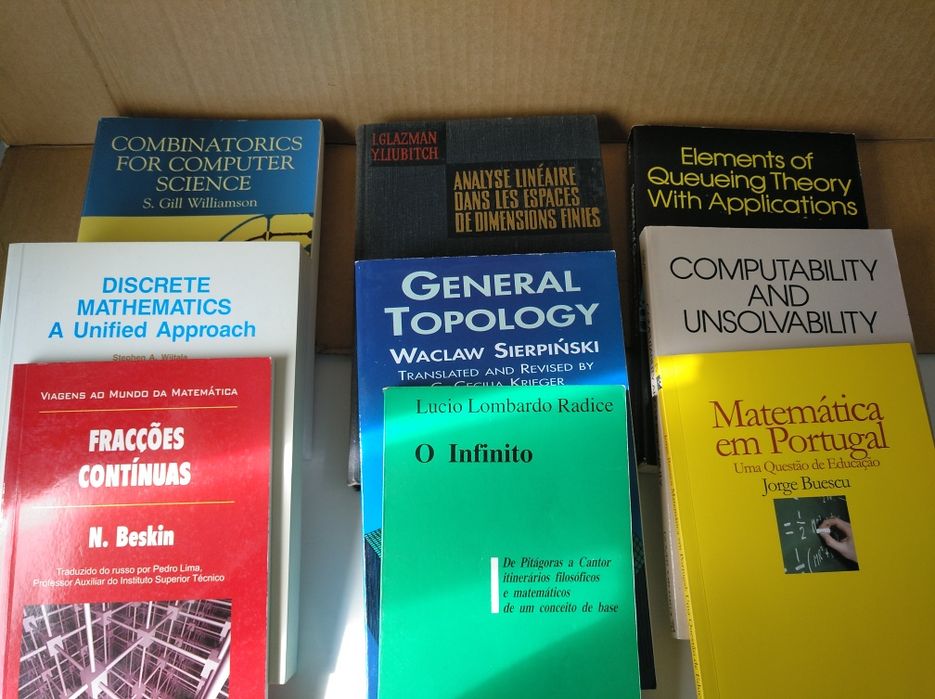 COMBINATORICS
FOR COMPUTER
SCIENCE
S. Gill Williamson
I. GLAZMAN
Y. LIUBITCH
ANALYSE LINÉAIRE
DANS LES ESPACES
DE DIMENSIONS FINIES
Elements of
Queueing Theory
With Applications
DISCRETE
MATHEMATICS
A Unified Approach
Stephen A. Wiitala
GENERAL
TOPOLOGY
WACLAW SIERPIŃSKI
TRANSLATED AND REVISED BY
C. CECILIA KRIEGER
COMPUTABILITY
AND
UNSOLVABILITY
VIAGENS AO MUNDO DA MATEMÁTICA
FRACÇÕES
CONTÍNUAS
N. Beskin
Traduzido do russo por Pedro Lima,
Professor Auxiliar do Instituto Superior Técnico
Lucio Lombardo Radice
O Infinito
De Pitágoras a Cantor
itinerários filosóficos
e matemáticos
de um conceito de base
Matemática
em Portugal
Uma Questão de Educação
Jorge Buescu